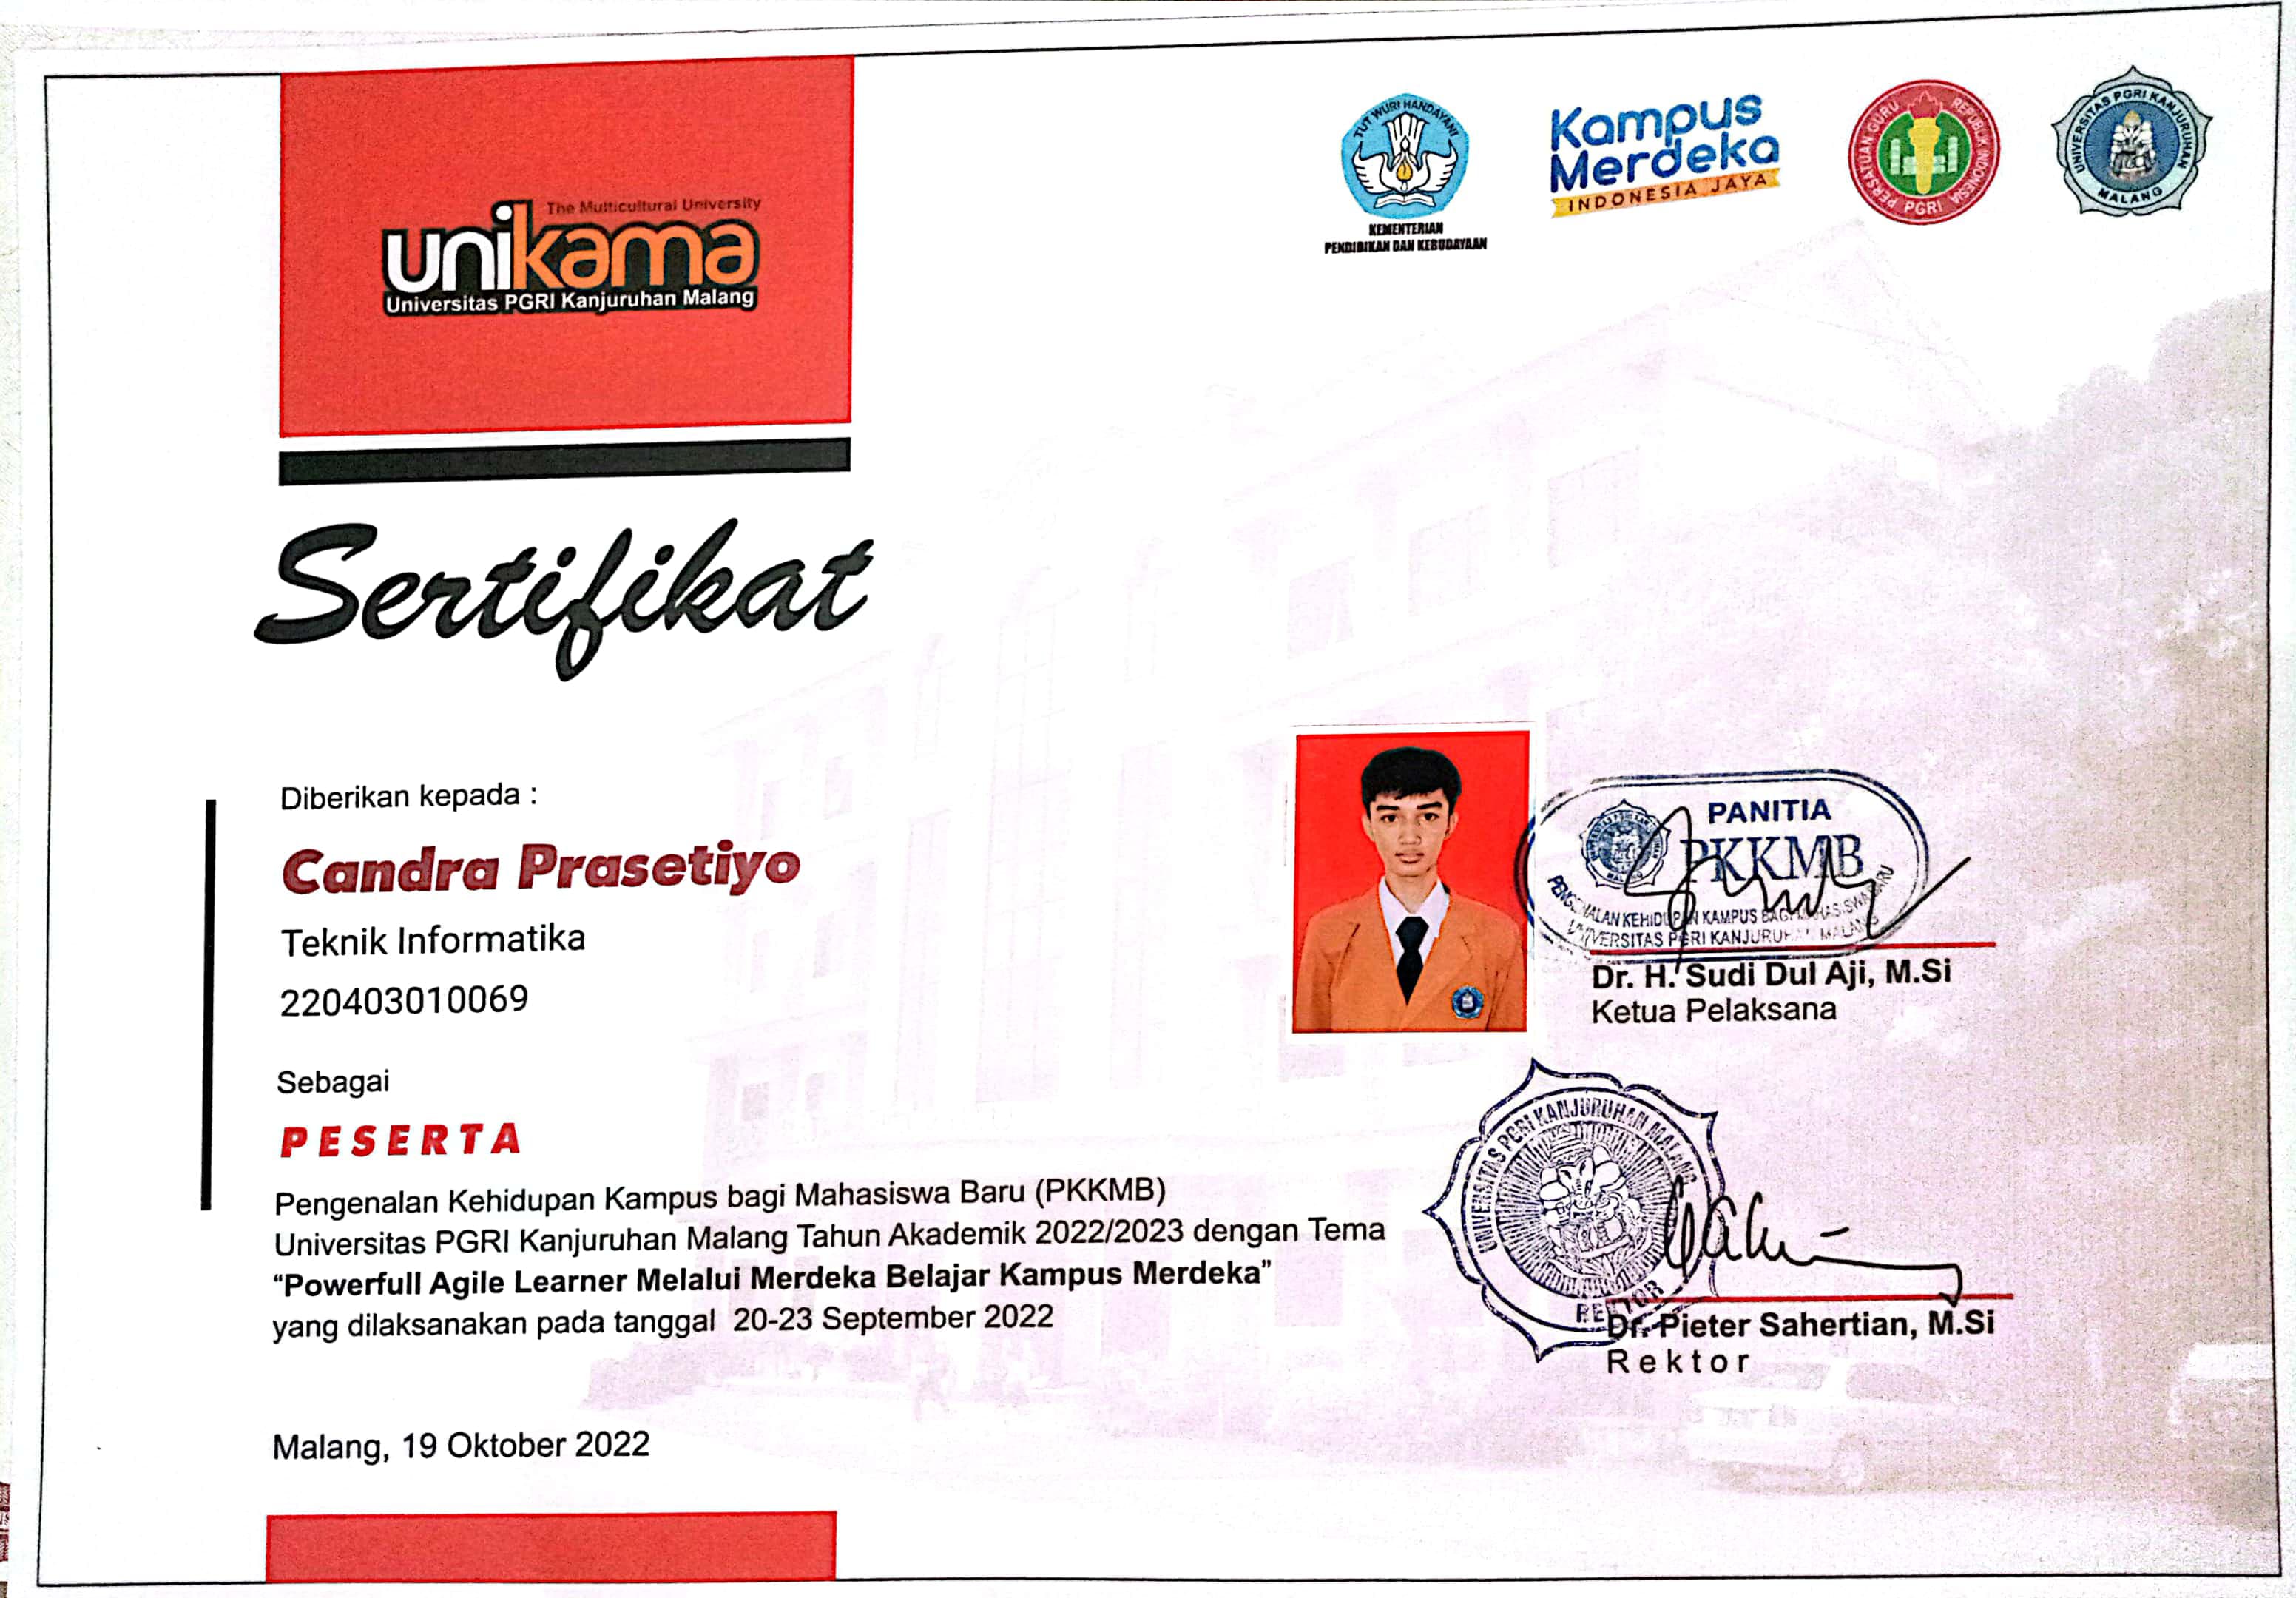 The Multicultural University
unikama
Universitas PGRI Kanjuruhan Malang
TUT WURI HANDAYANI
KEMENTERIAN
PENDIDIKAN DAN KEBUDAYAAN
Kampus
Merdeka
INDONESIA JAYA
PERSATUAN GURU REPUBLIK INDONESIA
PGRI
UNIVERSITAS PGRI KANJURUHAN
MALANG
Sertifikat
Diberikan kepada :
Candra Prasetiyo
Teknik Informatika
220403010069
Sebagai
PESERTA
Pengenalan Kehidupan Kampus bagi Mahasiswa Baru (PKKMB)
Universitas PGRI Kanjuruhan Malang Tahun Akademik 2022/2023 dengan Tema
“Powerfull Agile Learner Melalui Merdeka Belajar Kampus Merdeka”
yang dilaksanakan pada tanggal 20-23 September 2022
Malang, 19 Oktober 2022
PANITIA
PKKMB
PENGENALAN KEHIDUPAN KAMPUS BAGI MAHASISWA BARU
UNIVERSITAS PGRI KANJURUHAN MALANG
Dr. H. Sudi Dul Aji, M.Si
Ketua Pelaksana
UNIVERSITAS PGRI KANJURUHAN MALANG
REKTOR
Dr. Pieter Sahertian, M.Si
Rektor